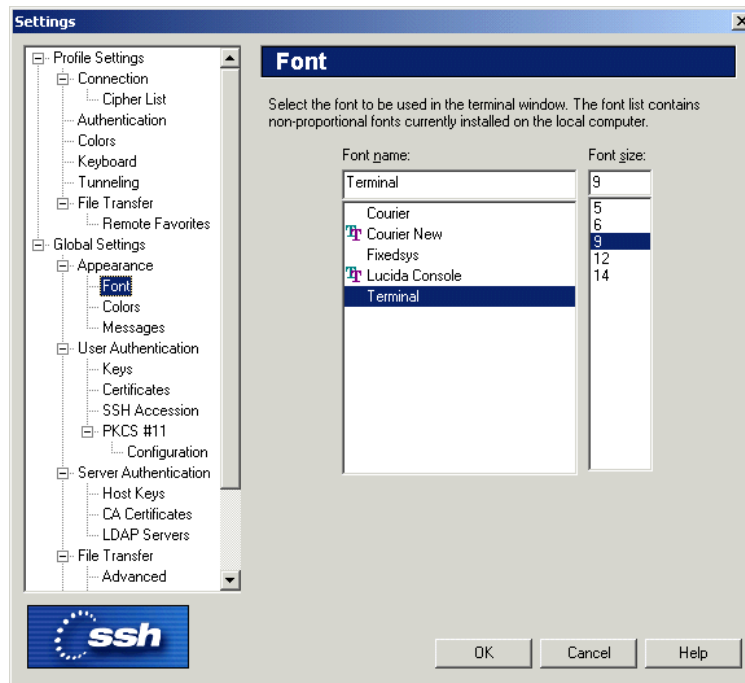 Settings
Profile Settings
Connection
Cipher List
Authentication
Colors
Keyboard
Tunneling
File Transfer
Remote Favorites
Global Settings
Appearance
Font
Colors
Messages
User Authentication
Keys
Certificates
SSH Accession
PKCS #11
Configuration
Server Authentication
Host Keys
CA Certificates
LDAP Servers
File Transfer
Advanced
ssh
Font
Select the font to be used in the terminal window. The font list contains
non-proportional fonts currently installed on the local computer.
Font name:
Terminal
Courier
Courier New
Fixedsys
Lucida Console
Terminal
Font size:
9
5
6
9
12
14
OK
Cancel
Help